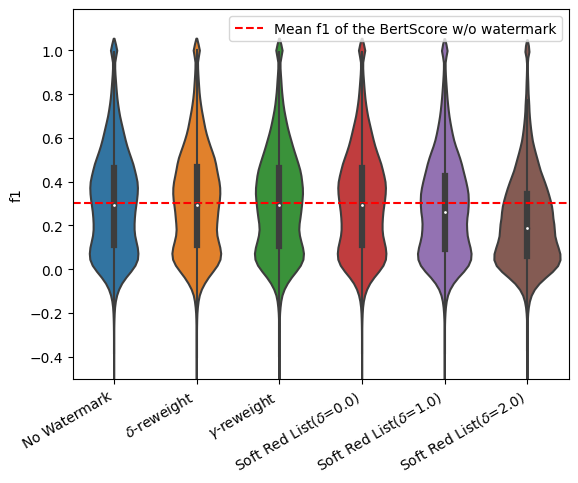 Mean f1 of the BertScore w/o watermark
1.0
0.8
0.6
0.4
0.2
0.0
−0.2
−0.4
f1
No Watermark
δ-reweight
γ-reweight
Soft Red List(δ=0.0)
Soft Red List(δ=1.0)
Soft Red List(δ=2.0)